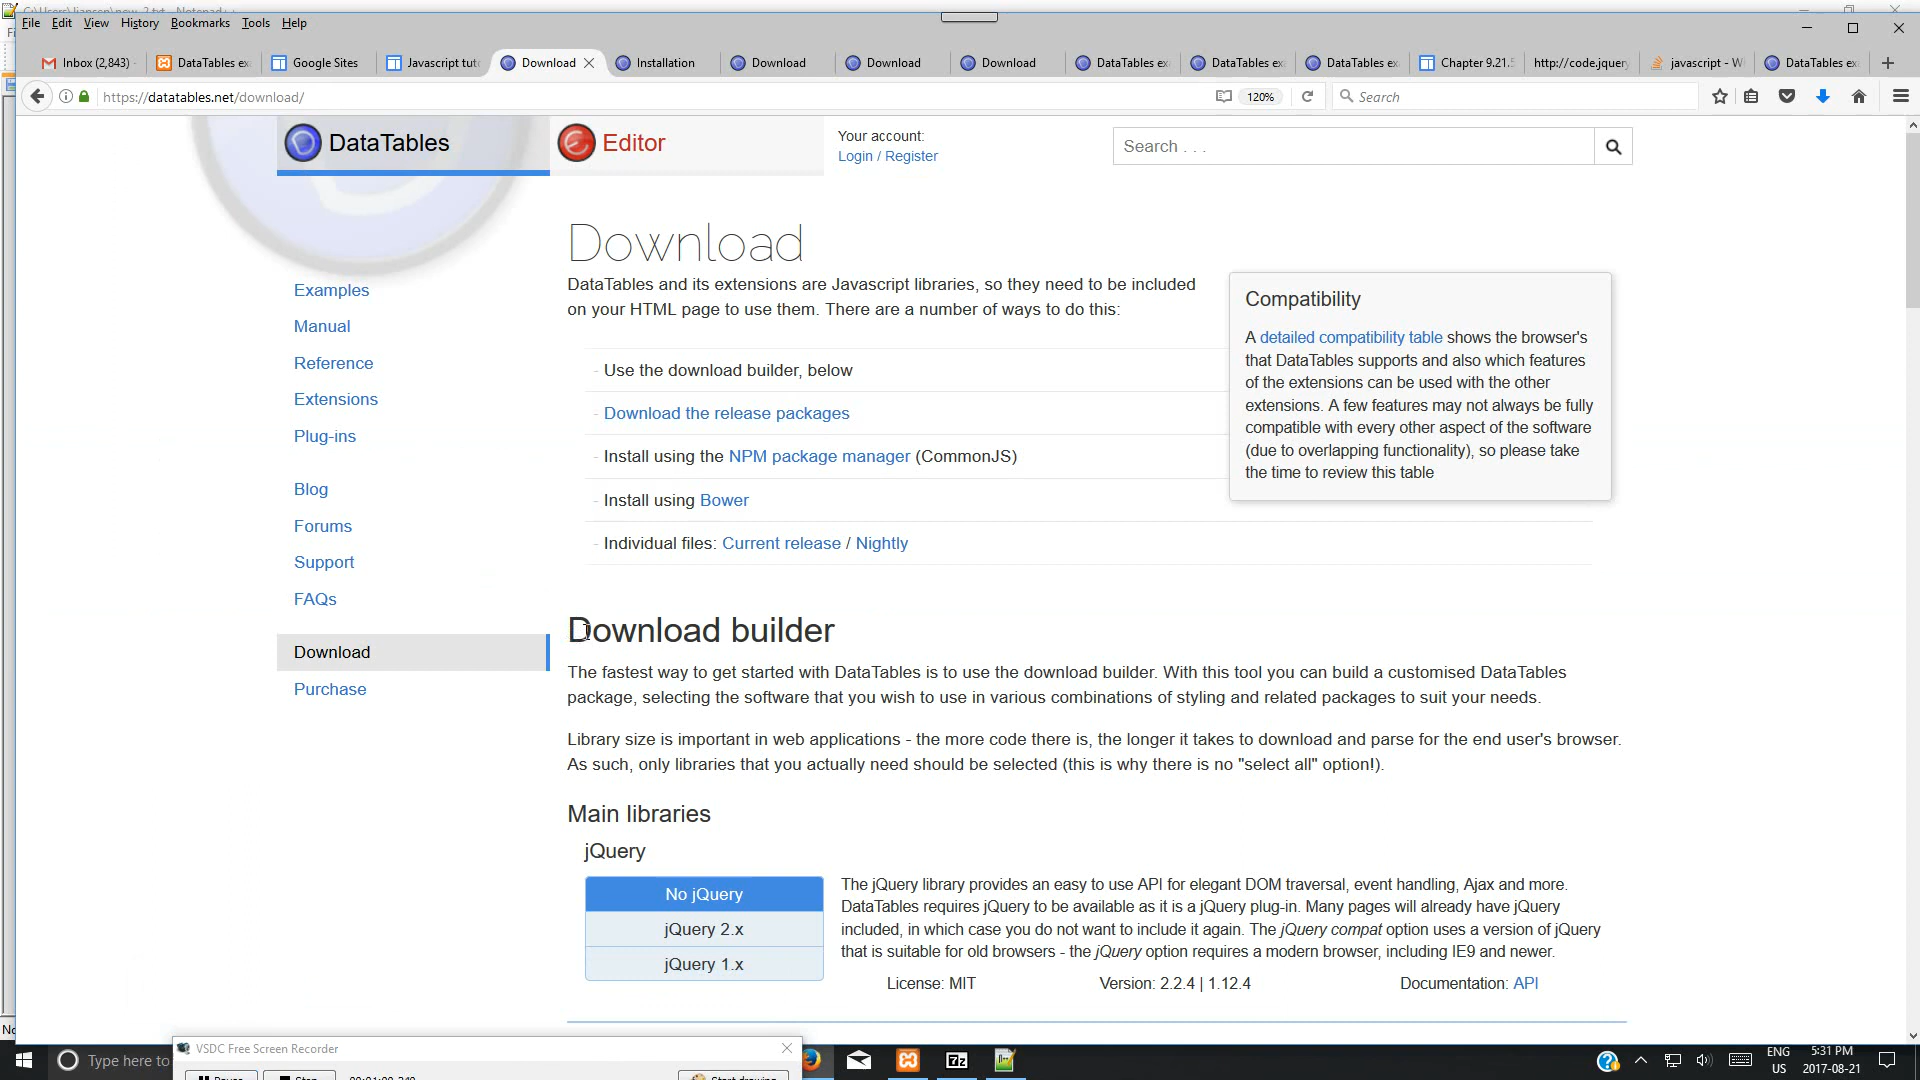 File Edit View History Bookmarks Tools Help
Inbox (2,843)
DataTables ex
Google Sites
Javascript tuto
Download
Installation
Download
Download
Download
DataTables ex
DataTables ex
DataTables ex
Chapter 9.21.5
http://code.jquery
javascript - W
DataTables ex
https://datatables.net/download/
120%
Search
DataTables
Editor
Your account:
Login / Register
Search . . .
Download
DataTables and its extensions are Javascript libraries, so they need to be included
on your HTML page to use them. There are a number of ways to do this:
- Use the download builder, below
- Download the release packages
- Install using the NPM package manager (CommonJS)
- Install using Bower
- Individual files: Current release / Nightly
Compatibility
A detailed compatibility table shows the browser's
that DataTables supports and also which features
of the extensions can be used with the other
extensions. A few features may not always be fully
compatible with every other aspect of the software
(due to overlapping functionality), so please take
the time to review this table
Examples
Manual
Reference
Extensions
Plug-ins
Blog
Forums
Support
FAQs
Download
Purchase
Download builder
The fastest way to get started with DataTables is to use the download builder. With this tool you can build a customised DataTables
package, selecting the software that you wish to use in various combinations of styling and related packages to suit your needs.
Library size is important in web applications - the more code there is, the longer it takes to download and parse for the end user's browser.
As such, only libraries that you actually need should be selected (this is why there is no "select all" option!).
Main libraries
jQuery
No jQuery
jQuery 2.x
jQuery 1.x
The jQuery library provides an easy to use API for elegant DOM traversal, event handling, Ajax and more.
DataTables requires jQuery to be available as it is a jQuery plug-in. Many pages will already have jQuery
included, in which case you do not want to include it again. The jQuery compat option uses a version of jQuery
that is suitable for old browsers - the jQuery option requires a modern browser, including IE9 and newer.
License: MIT
Version: 2.2.4 | 1.12.4
Documentation: API
Type here to
VSDC Free Screen Recorder
7z
ENG
US
5:31 PM
2017-08-21